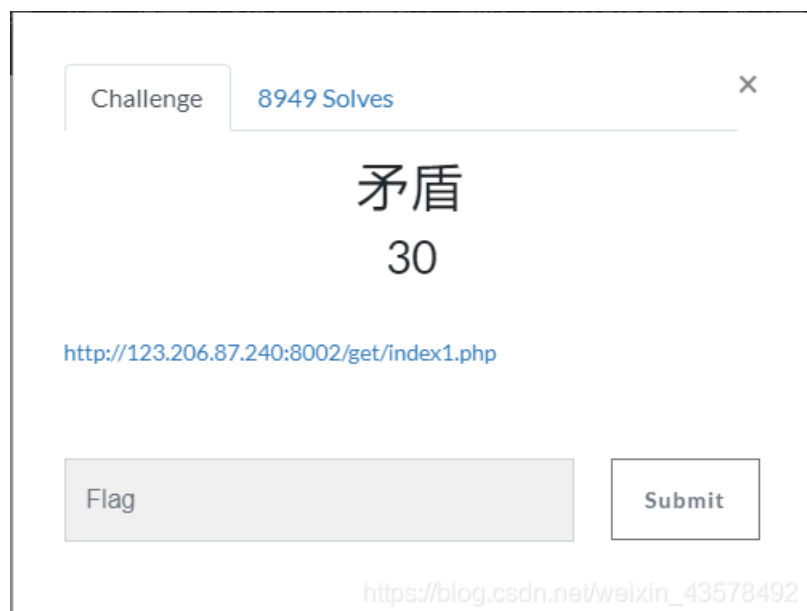 Challenge 8949 Solves ×
矛盾
30
http://123.206.87.240:8002/get/index1.php
Flag Submit
https://blog.csdn.net/weixin_43578492